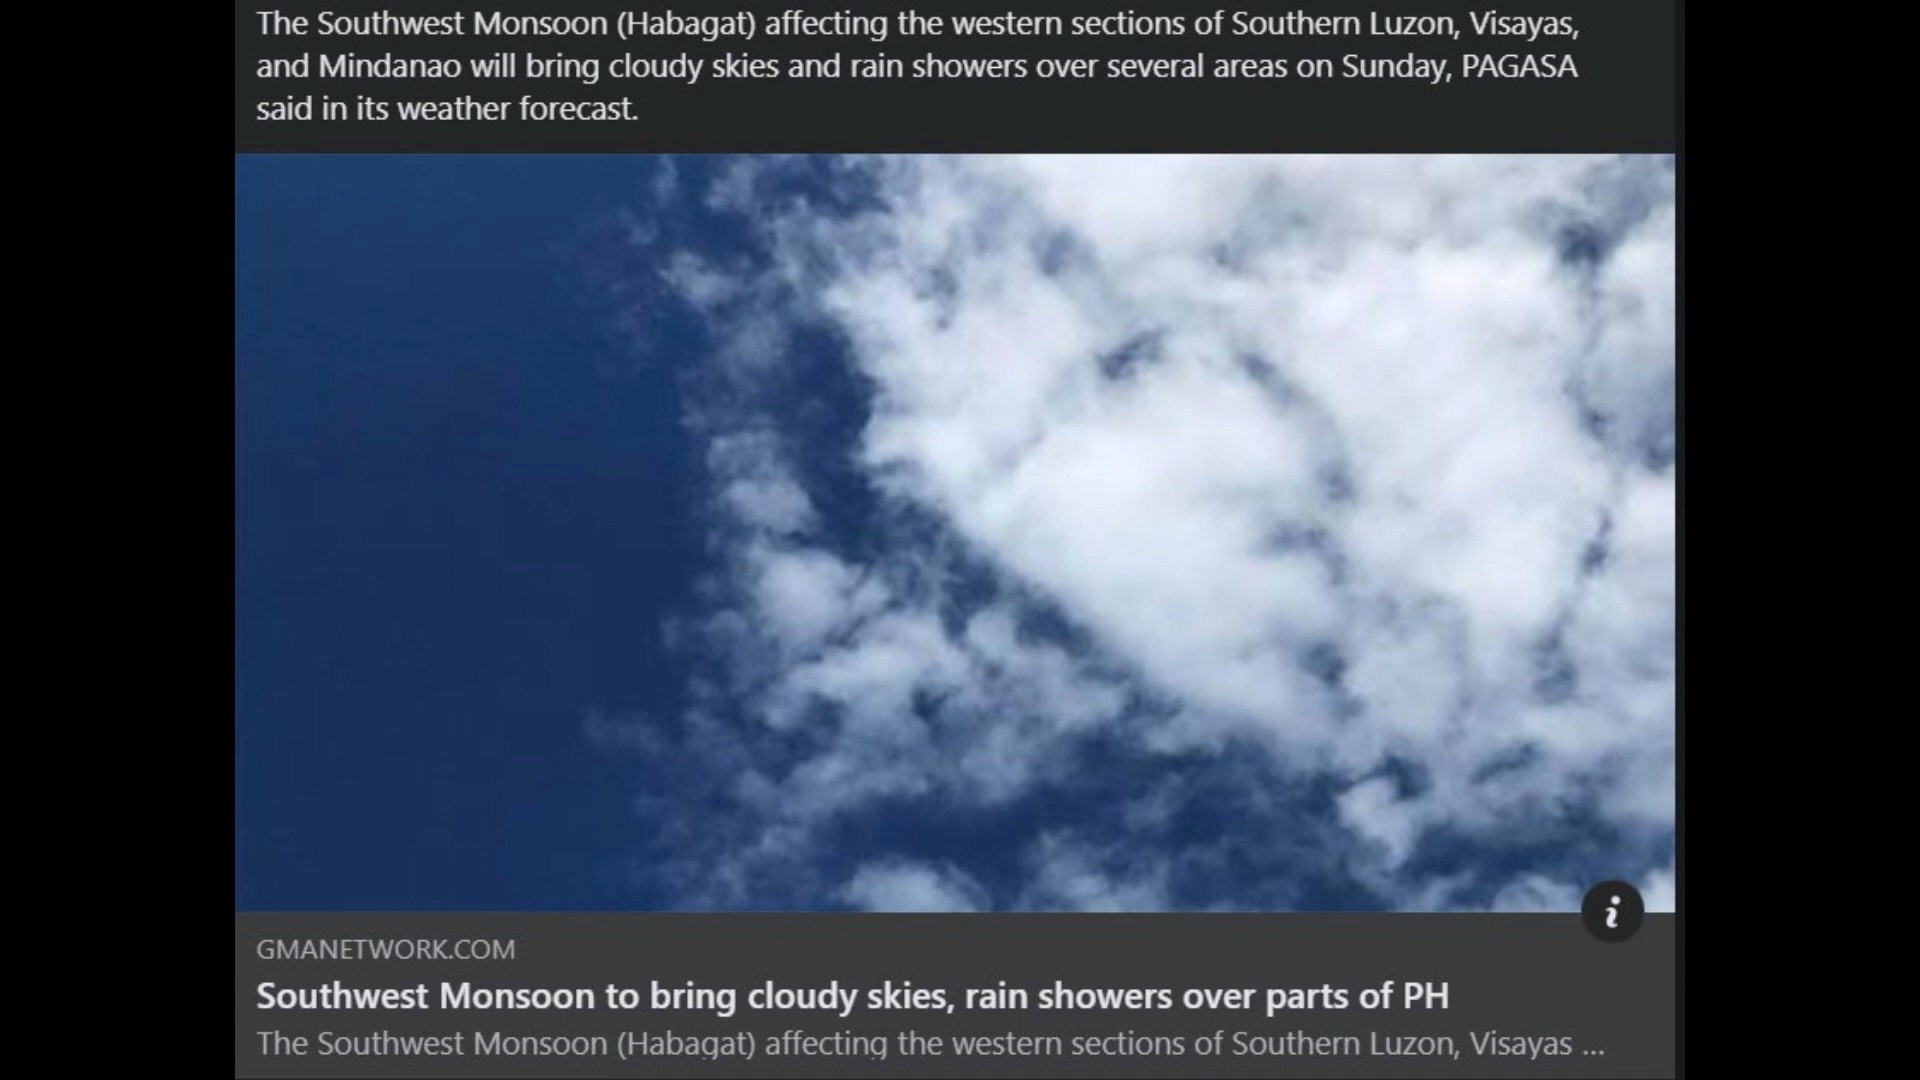 The Southwest Monsoon (Habagat) affecting the western sections of Southern Luzon, Visayas,
and Mindanao will bring cloudy skies and rain showers over several areas on Sunday, PAGASA
said in its weather forecast.
i
GMANETWORK.COM
Southwest Monsoon to bring cloudy skies, rain showers over parts of PH
The Southwest Monsoon (Habagat) affecting the western sections of Southern Luzon, Visayas ...